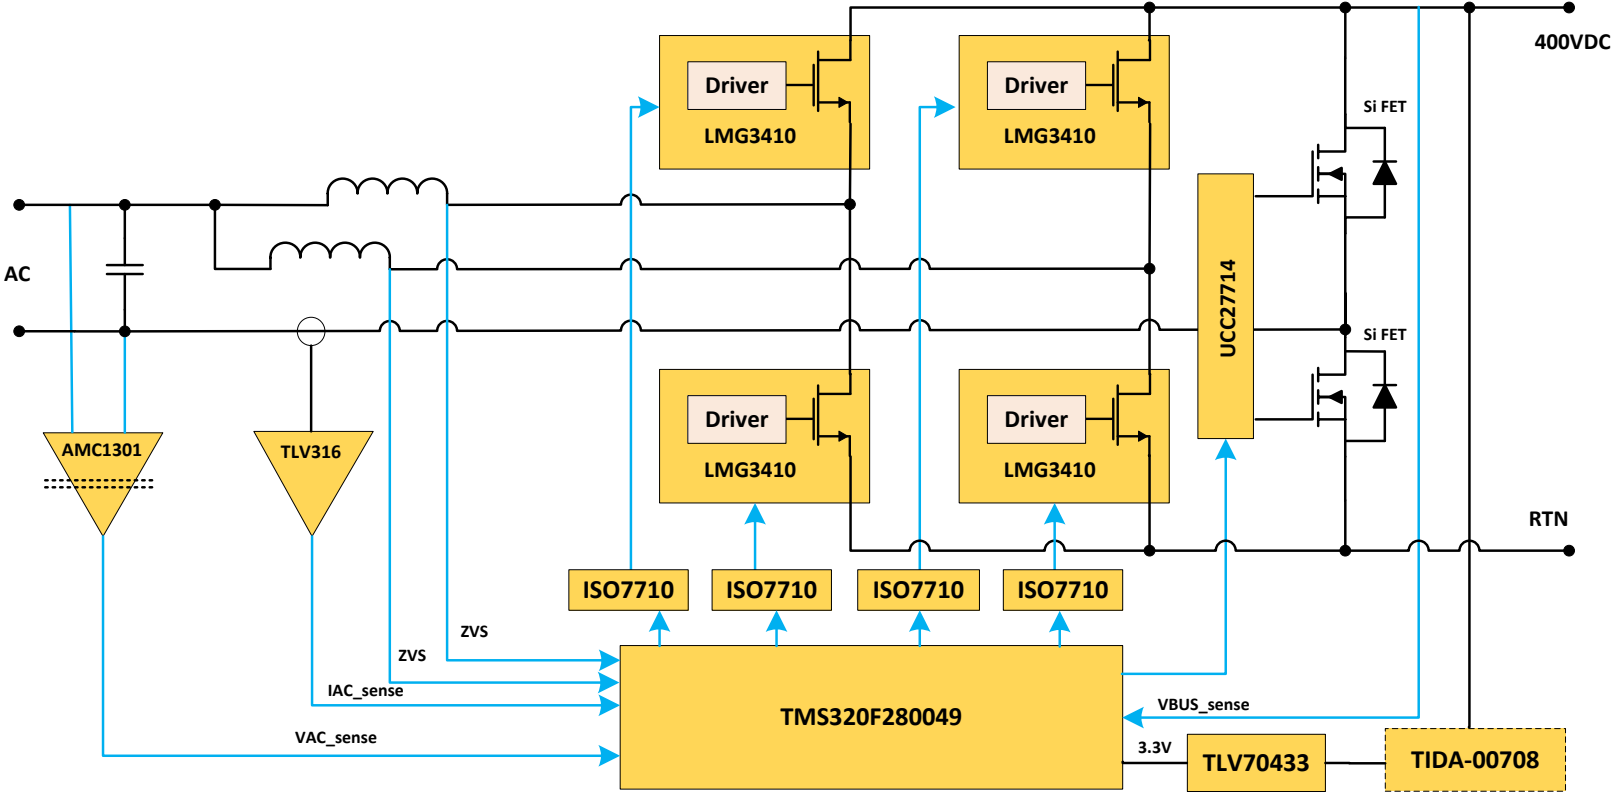 400VDC
Driver
LMG3410
Driver
LMG3410
Si FET
AC
UCC27714
Si FET
Driver
LMG3410
Driver
LMG3410
AMC1301
TLV316
RTN
ISO7710
ISO7710
ISO7710
ISO7710
ZVS
ZVS
IAC_sense
VAC_sense
TMS320F280049
VBUS_sense
3.3V
TLV70433
TIDA-00708